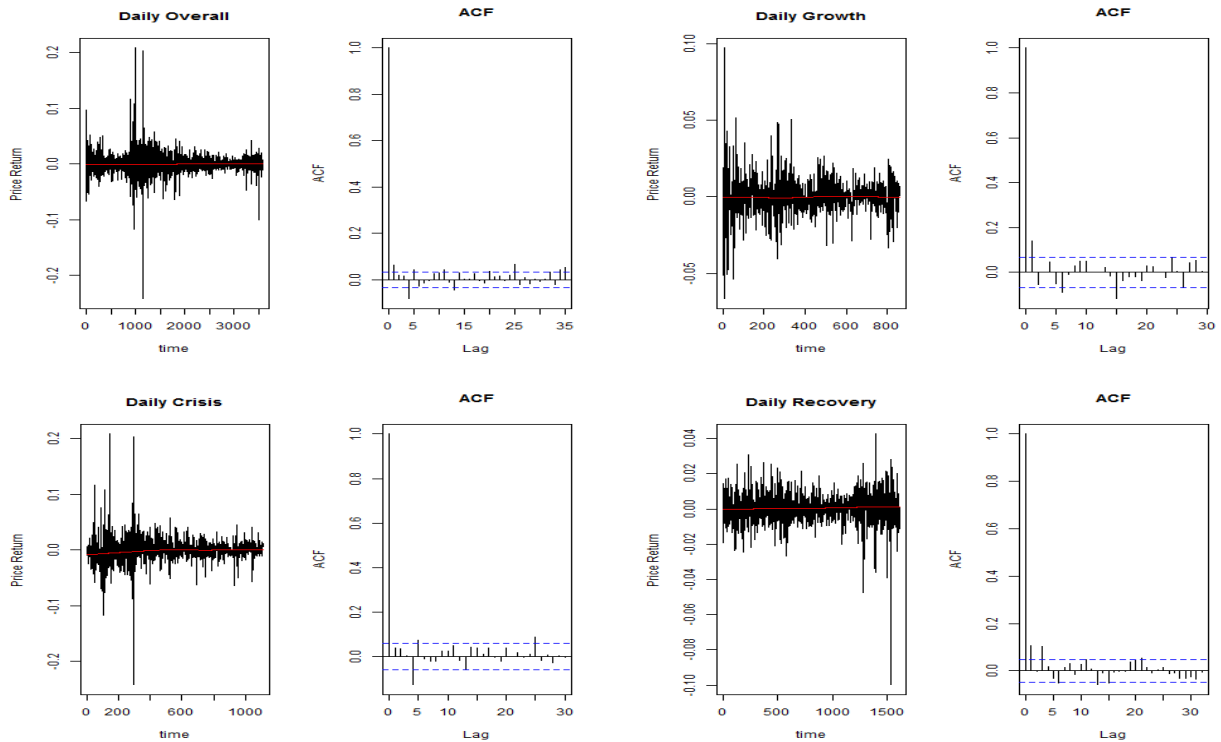 Daily Overall
ACF
Daily Growth
ACF
Price Return
0.2
0.1
0.0
-0.1
-0.2
0 1000 2000 3000
time
ACF
1.0
0.8
0.6
0.4
0.2
0.0
0 5 15 25 35
Lag
Price Return
0.10
0.05
0.00
-0.05
0 200 400 600 800
time
ACF
1.0
0.8
0.6
0.4
0.2
0.0
0 5 10 20 30
Lag
Daily Crisis
ACF
Daily Recovery
ACF
Price Return
0.2
0.1
0.0
-0.1
-0.2
0 200 600 1000
time
ACF
1.0
0.8
0.6
0.4
0.2
0.0
0 5 10 20 30
Lag
Price Return
0.04
0.02
0.00
-0.02
-0.04
-0.06
-0.08
-0.10
0 500 1000 1500
time
ACF
1.0
0.8
0.6
0.4
0.2
0.0
0 5 10 20 30
Lag